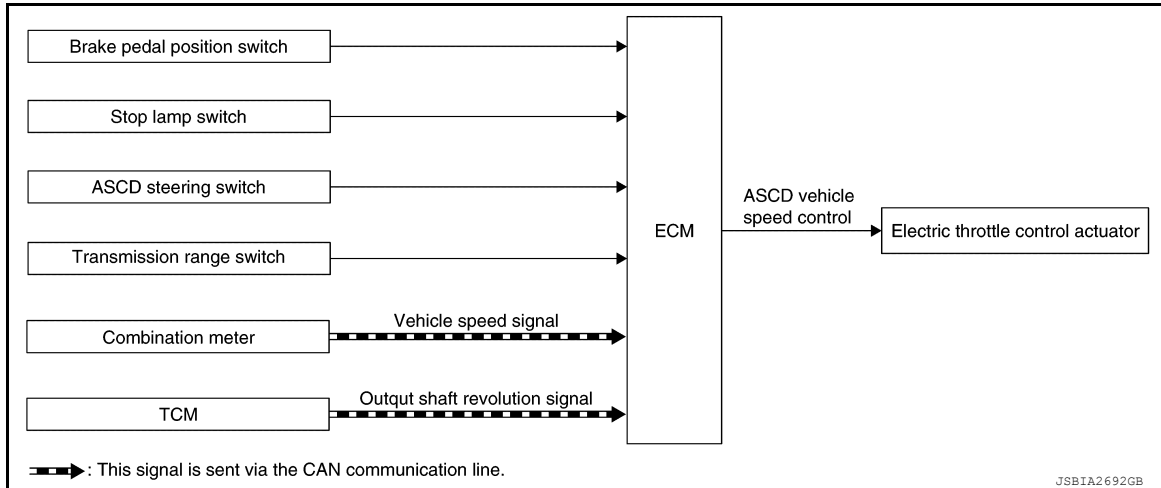 Brake pedal position switch
Stop lamp switch
ASCD steering switch
Transmission range switch
Combination meter
Vehicle speed signal
TCM
Outqut shaft revolution signal
ECM
ASCD vehicle
speed control
Electric throttle control actuator
: This signal is sent via the CAN communication line.
JSBIA2692GB